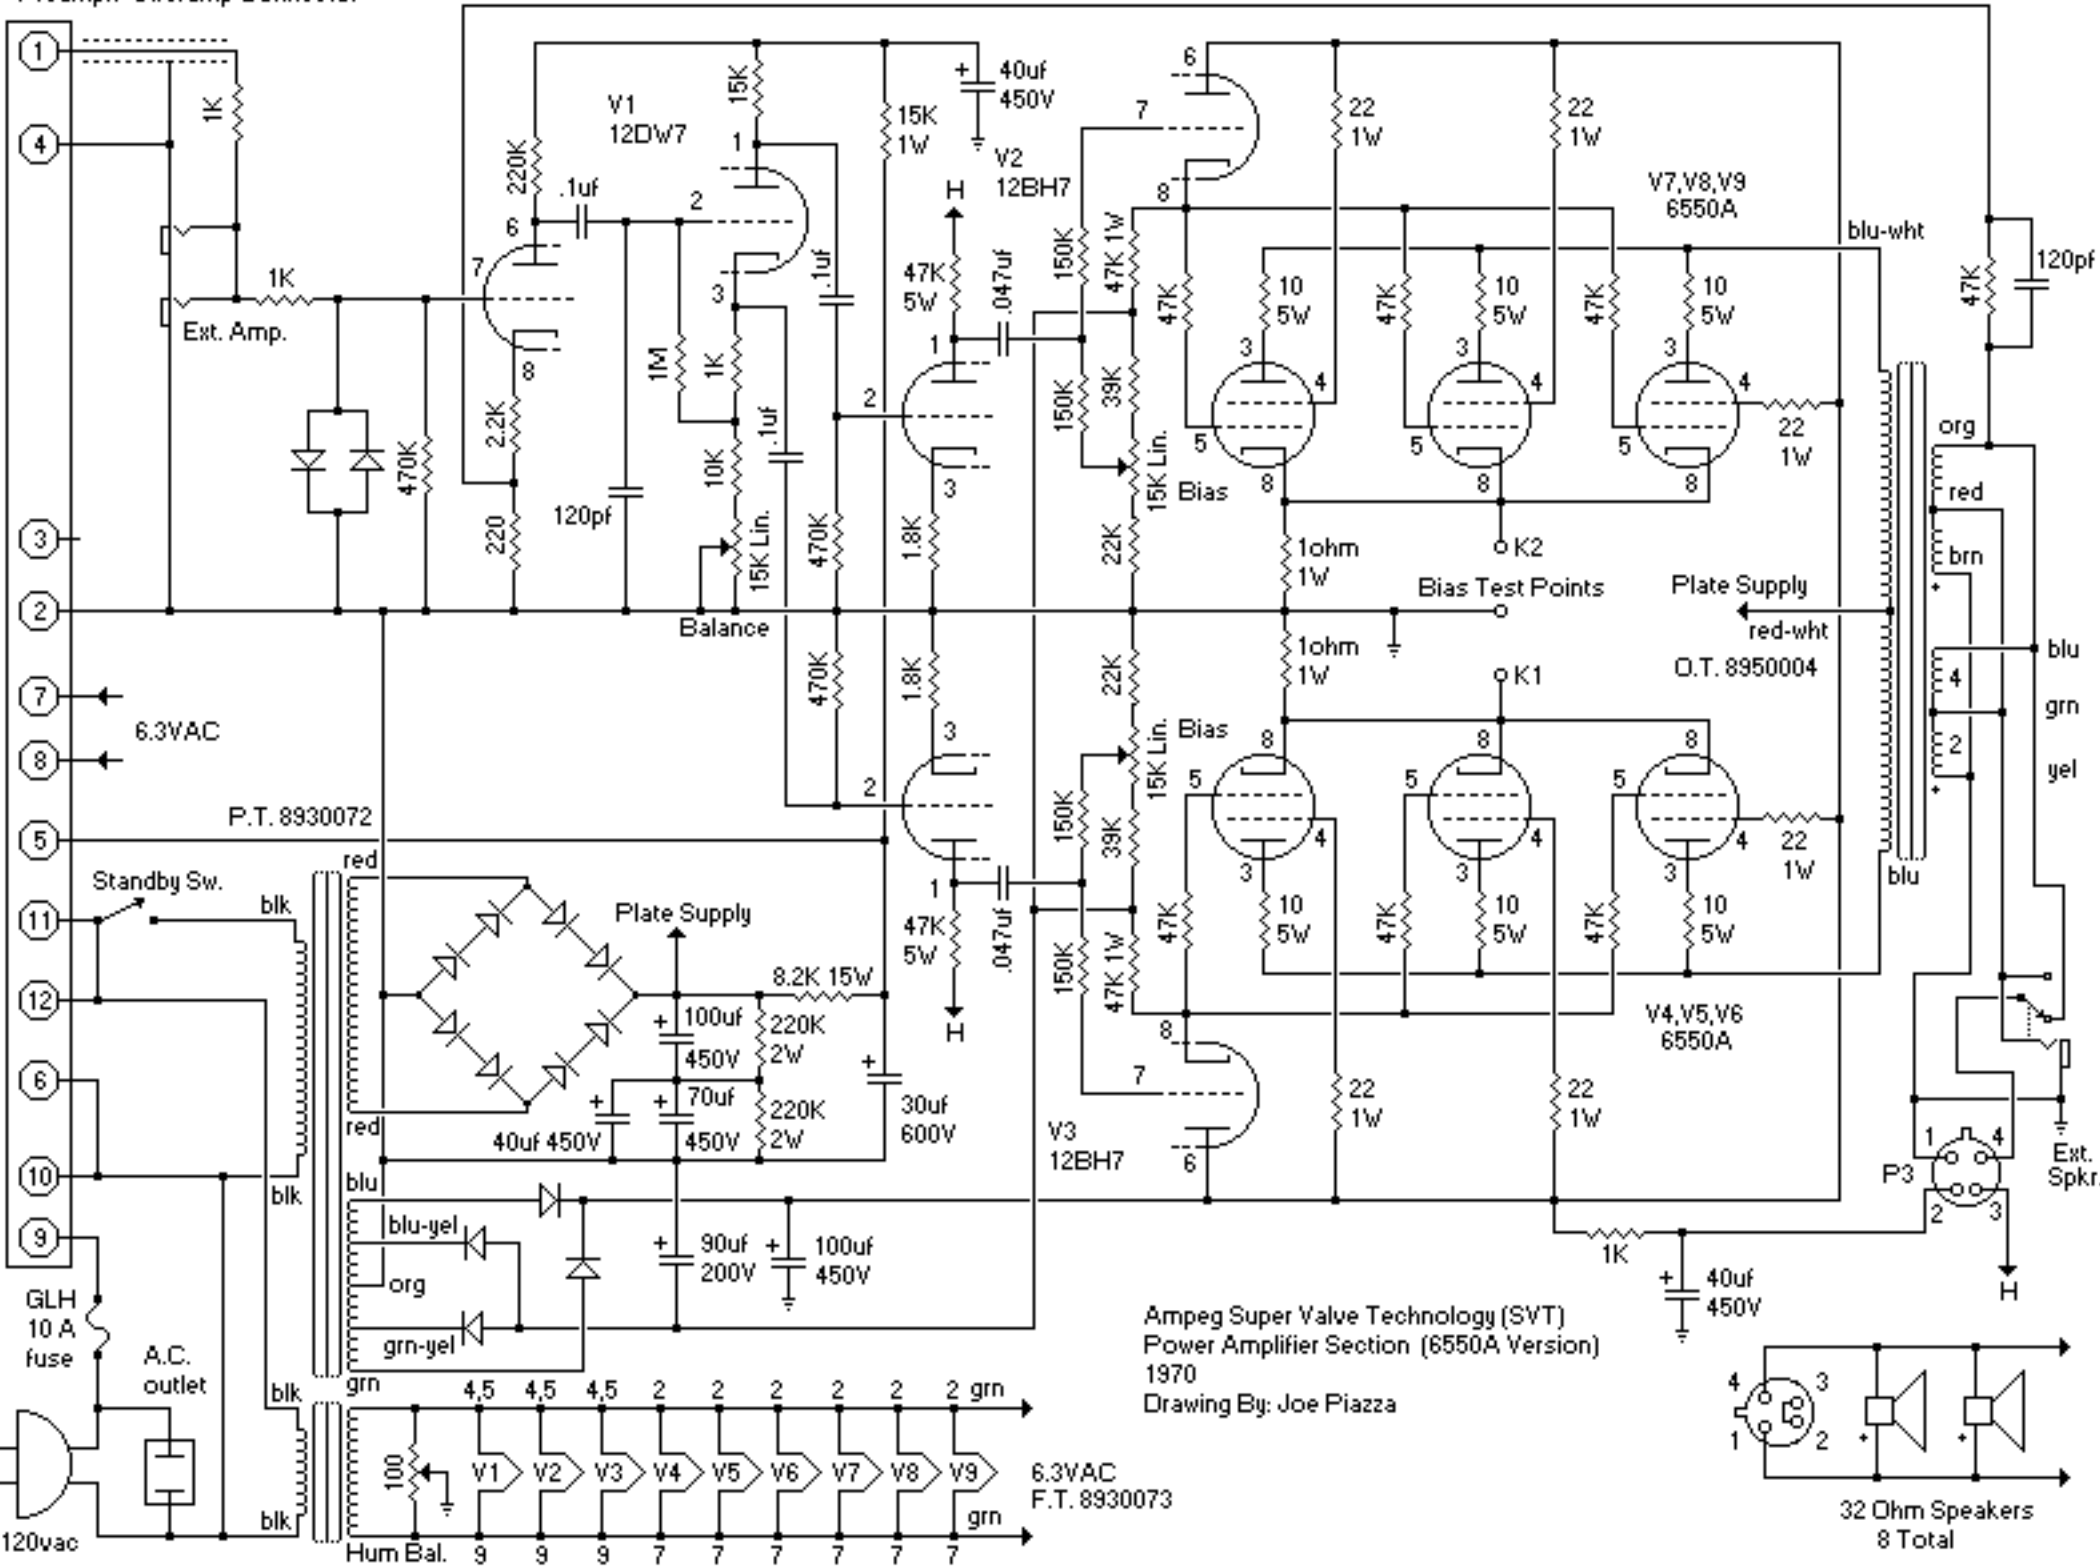 1
4
3
2
7
8
5
11
12
6
10
9
1K
Ext. Amp.
1K
470K
220K
.1uf
V1
12DW7
6
7
8
2.2K
220
120pf
15K
1
2
3
1M
1K
10K
15K Lin.
Balance
.1uf
.1uf
470K
470K
15K
1W
40uf
450V
V2
12BH7
H
47K
5W
.047uf
1
2
3
1.8K
1.8K
3
2
1
47K
5W
.047uf
H
150K
150K
150K
150K
47K 1W
39K
15K Lin.
Bias
22K
22K
15K Lin.
Bias
39K
47K 1W
6
7
8
22
1W
22
1W
V7,V8,V9
6550A
blu-wht
47K
47K
47K
10
5W
10
5W
10
5W
3
4
5
8
3
4
5
8
3
4
5
8
22
1W
1ohm
1W
K2
Bias Test Points
1ohm
1W
K1
Plate Supply
red-wht
O.T. 8950004
8
5
4
3
8
5
4
3
8
5
4
3
22
1W
47K
47K
47K
10
5W
10
5W
10
5W
V4,V5,V6
6550A
8
7
6
V3
12BH7
22
1W
22
1W
47K
120pf
org
red
brn
blu
4
grn
2
yel
blu
Ext.
Spkr.
P3
1
4
2
3
H
1K
40uf
450V
6.3VAC
P.T. 8930072
Standby Sw.
red
blk
Plate Supply
8.2K 15W
100uf
450V
220K
2W
70uf
450V
220K
2W
40uf 450V
30uf
600V
red
blk
blu
blu-yel
org
grn-yel
grn
90uf
200V
100uf
450V
GLH
10 A
fuse
A.C.
outlet
120vac
blk
blk
Hum Bal.
100
4,5 4,5 4,5 2 2 2 2 2 2 grn
V1 V2 V3 V4 V5 V6 V7 V8 V9
9 9 9 7 7 7 7 7 7
grn
6.3VAC
F.T. 8930073
Ampeg Super Valve Technology (SVT)
Power Amplifier Section (6550A Version)
1970
Drawing By: Joe Piazza
4
3
1
2
32 Ohm Speakers
8 Total